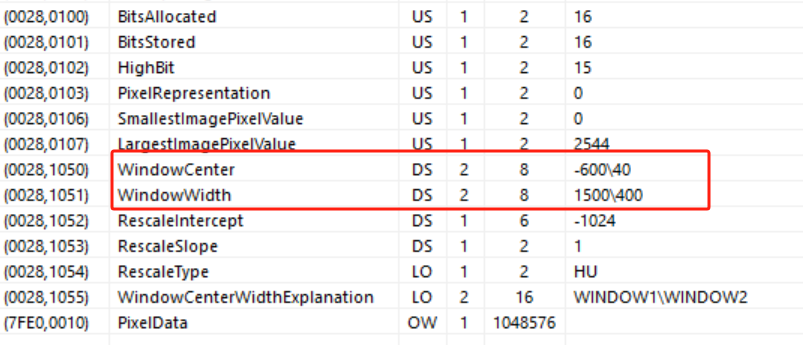 (0028,0100) BitsAllocated US 1 2 16
(0028,0101) BitsStored US 1 2 16
(0028,0102) HighBit US 1 2 15
(0028,0103) PixelRepresentation US 1 2 0
(0028,0106) SmallestImagePixelValue US 1 2 0
(0028,0107) LargestImagePixelValue US 1 2 2544
(0028,1050) WindowCenter DS 2 8 -600\40
(0028,1051) WindowWidth DS 2 8 1500\400
(0028,1052) RescaleIntercept DS 1 6 -1024
(0028,1053) RescaleSlope DS 1 2 1
(0028,1054) RescaleType LO 1 2 HU
(0028,1055) WindowCenterWidthExplanation LO 2 16 WINDOW1\WINDOW2
(7FE0,0010) PixelData OW 1 1048576